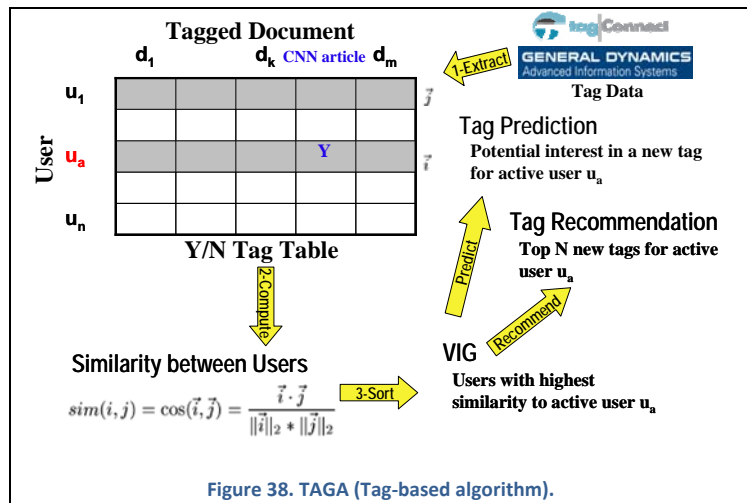 Tagged Document
tag Connect
d1 dk CNN article dm
1-Extract
GENERAL DYNAMICS
Advanced Information Systems
Tag Data
User
u1
ua
un
Y
j
i
Y/N Tag Table
Tag Prediction
Potential interest in a new tag
for active user ua
Tag Recommendation
Top N new tags for active
user ua
Predict
Recommend
2-Compute
VIG
Users with highest
similarity to active user ua
Similarity between Users
3-Sort
sim(i, j) = cos(i⃗, j⃗) = i⃗ · j⃗ / ‖i⃗‖2 * ‖j⃗‖2
Figure 38. TAGA (Tag-based algorithm).